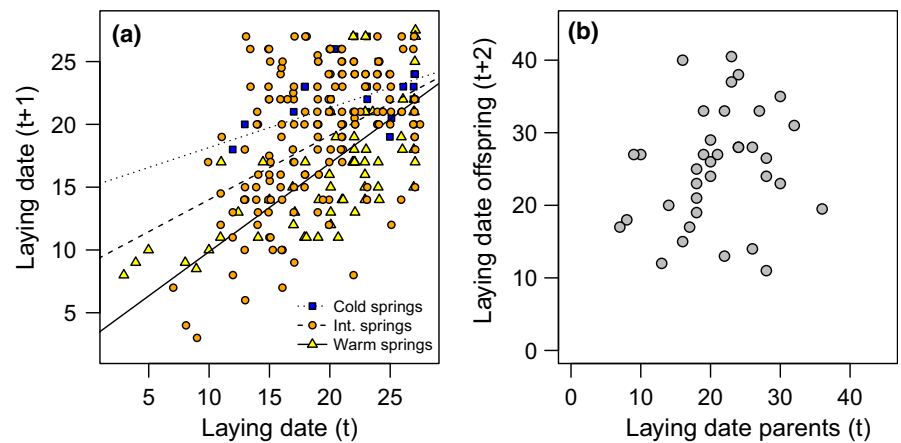 (a)
25
20
15
10
5
Laying date (t+1)
Cold springs
Int. springs
Warm springs
5 10 15 20 25
Laying date (t)
(b)
40
30
20
10
0
Laying date offspring (t+2)
0 10 20 30 40
Laying date parents (t)